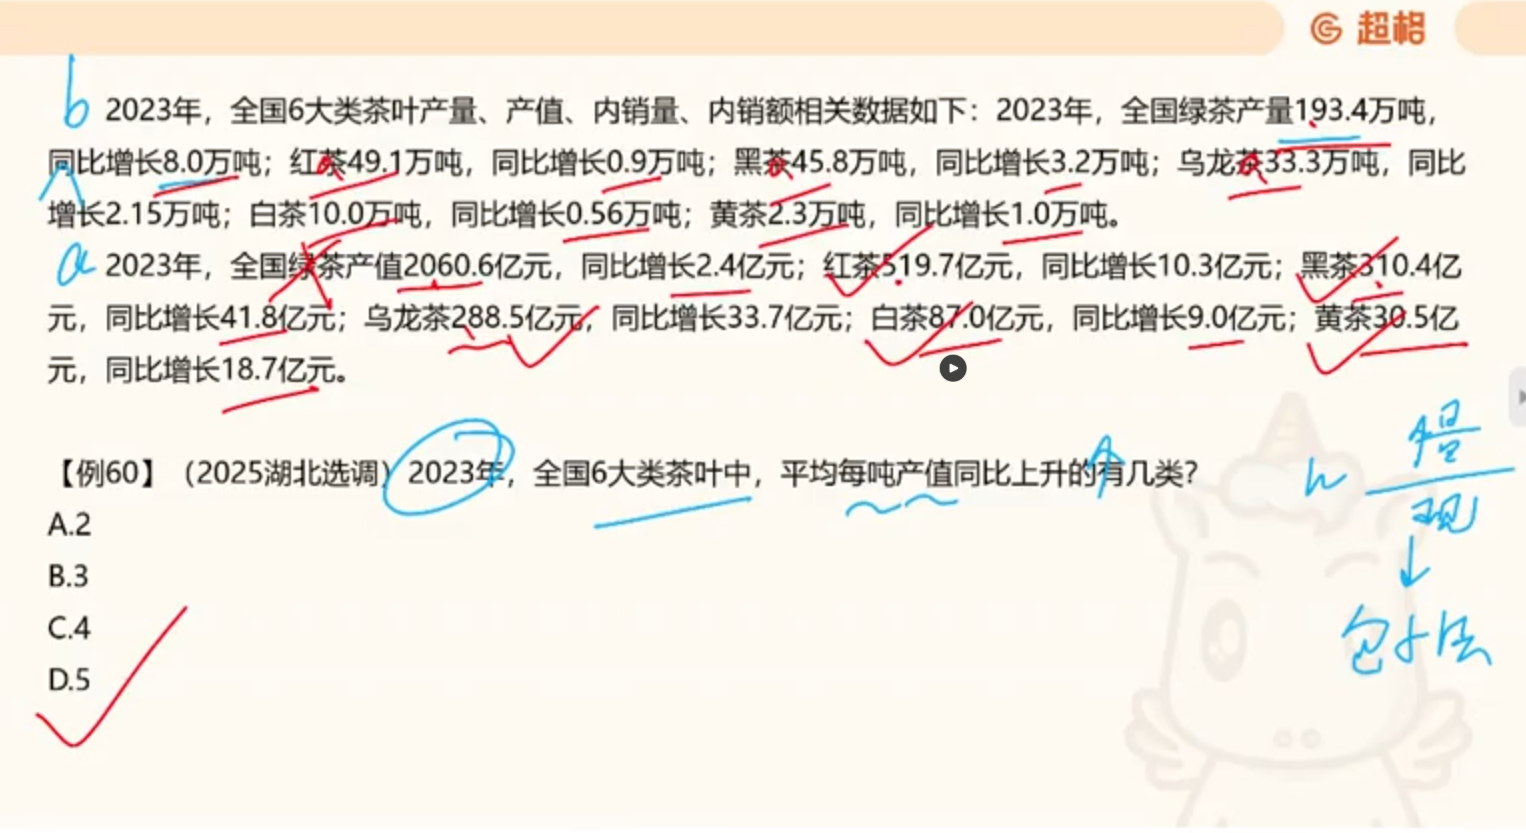 超格
b
2023年，全国6大类茶叶产量、产值、内销量、内销额相关数据如下：2023年，全国绿茶产量193.4万吨，
同比增长8.0万吨；红茶49.1万吨，同比增长0.9万吨；黑茶45.8万吨，同比增长3.2万吨；乌龙茶33.3万吨，同比
增长2.15万吨；白茶10.0万吨，同比增长0.56万吨；黄茶2.3万吨，同比增长1.0万吨。
a
2023年，全国绿茶产值2060.6亿元，同比增长2.4亿元；红茶519.7亿元，同比增长10.3亿元；黑茶310.4亿
元，同比增长41.8亿元；乌龙茶288.5亿元，同比增长33.7亿元；白茶87.0亿元，同比增长9.0亿元；黄茶30.5亿
元，同比增长18.7亿元。
【例60】（2025湖北选调）2023年，全国6大类茶叶中，平均每吨产值同比上升的有几类？
A.2
B.3
C.4
D.5
现